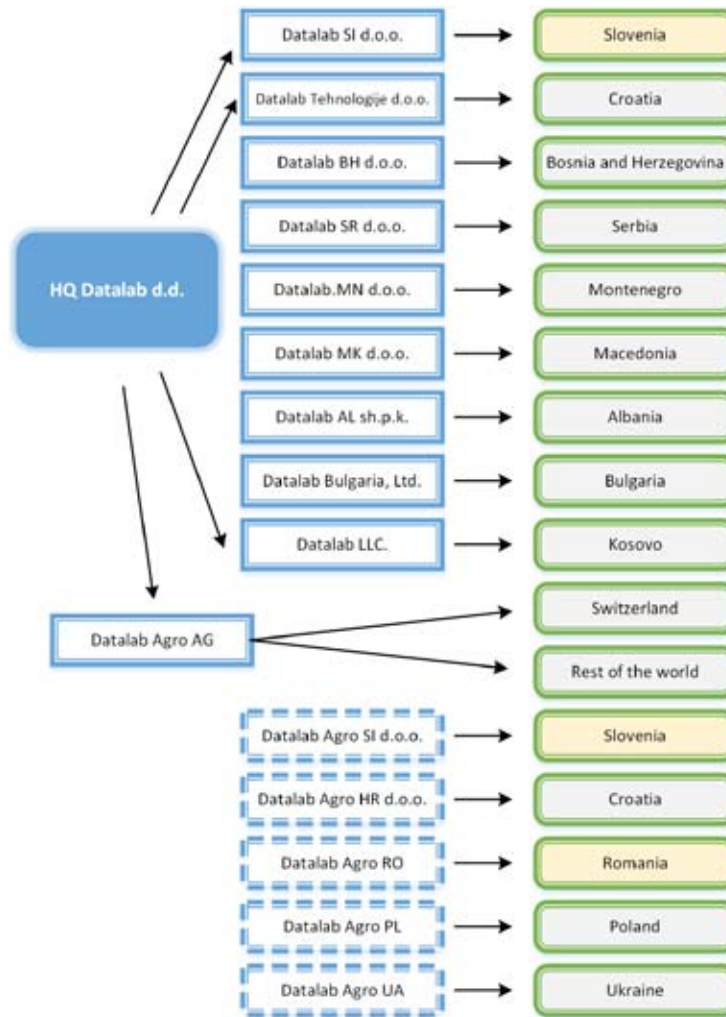 Datalab SI d.o.o.
Slovenia
Datalab Tehnologije d.o.o.
Croatia
Datalab BH d.o.o.
Bosnia and Herzegovina
Datalab SR d.o.o.
Serbia
HQ Datalab d.d.
Datalab.MN d.o.o.
Montenegro
Datalab MK d.o.o.
Macedonia
Datalab AL sh.p.k.
Albania
Datalab Bulgaria, Ltd.
Bulgaria
Datalab LLC.
Kosovo
Switzerland
Datalab Agro AG
Rest of the world
Datalab Agro SI d.o.o.
Slovenia
Datalab Agro HR d.o.o.
Croatia
Datalab Agro RO
Romania
Datalab Agro PL
Poland
Datalab Agro UA
Ukraine